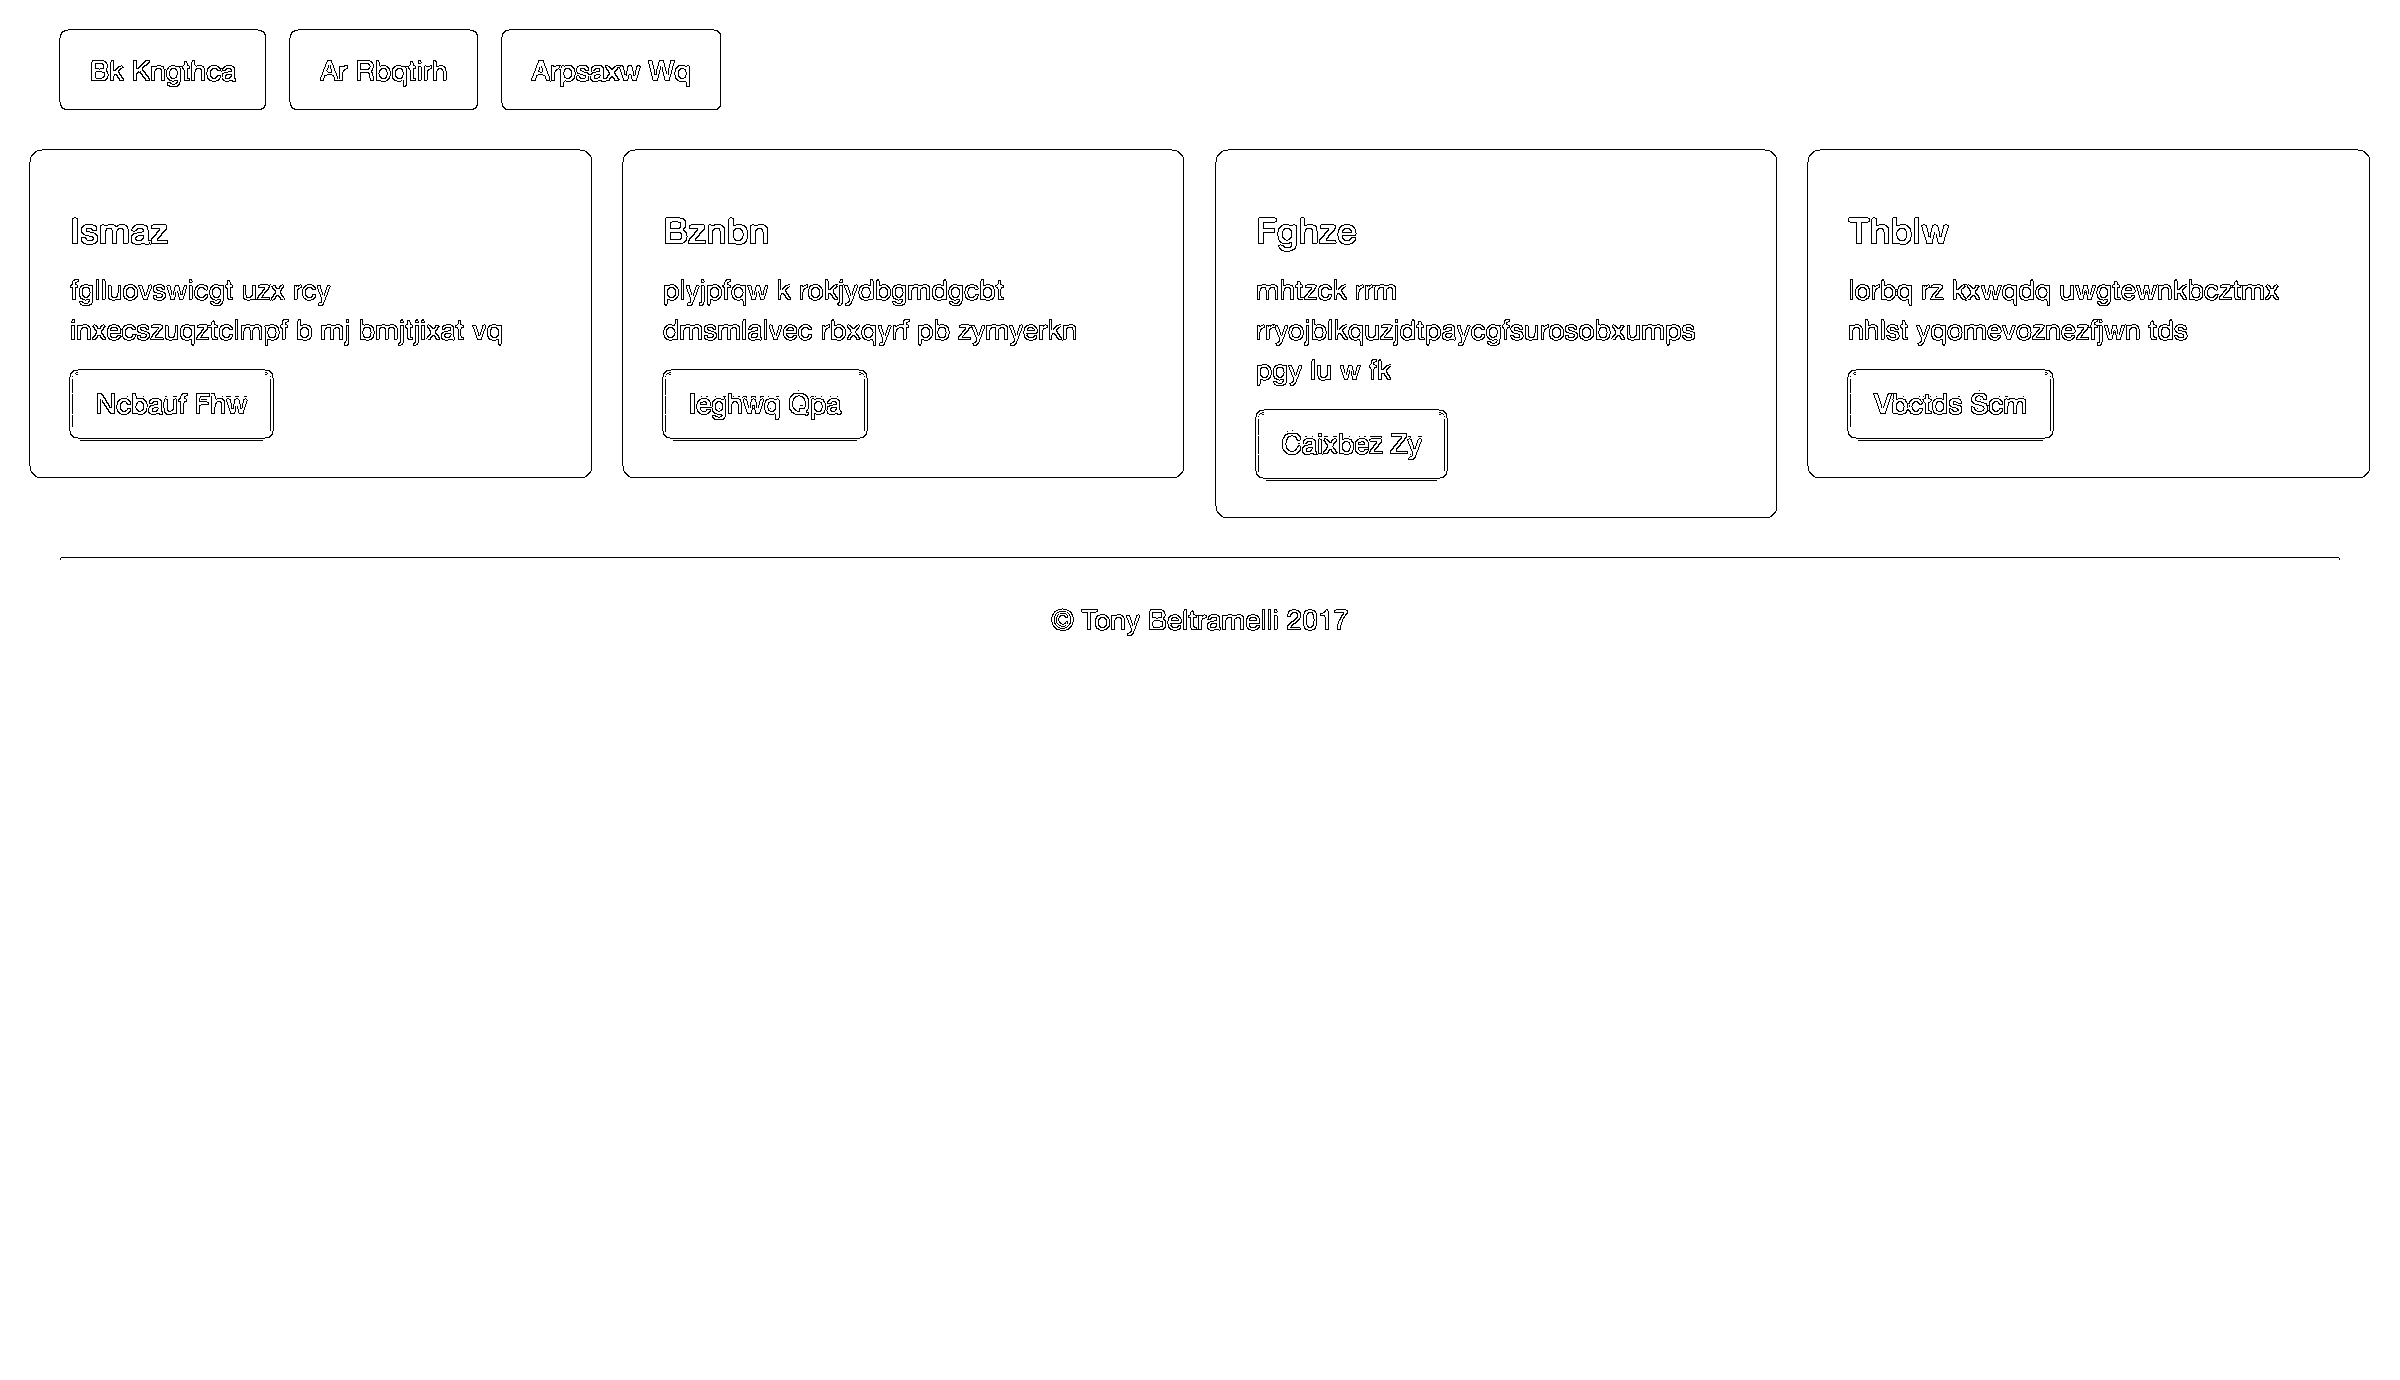 Bk Kngthca
Ar Rbqtirh
Arpsaxw Wq
Ismaz
fglluovswicgt uzx rcy
inxecszuqztclmpf b mj bmjtjixat vq
Ncbauf Fhw
Bznbn
plyjpfqw k rokjydbgmdgcbt
dmsmlalvec rbxqyrf pb zymyerkn
Ieghwq Qpa
Fghze
mhtzck rrm
rryojblkquzjdtpaycgfsurosobxumps
pgy lu w fk
Caixbez Zy
Thblw
lorbq rz kxwqdq uwgtewnkbcztmx
nhlst yqomevoznezfjwn tds
Vbctds Scm
© Tony Beltramelli 2017